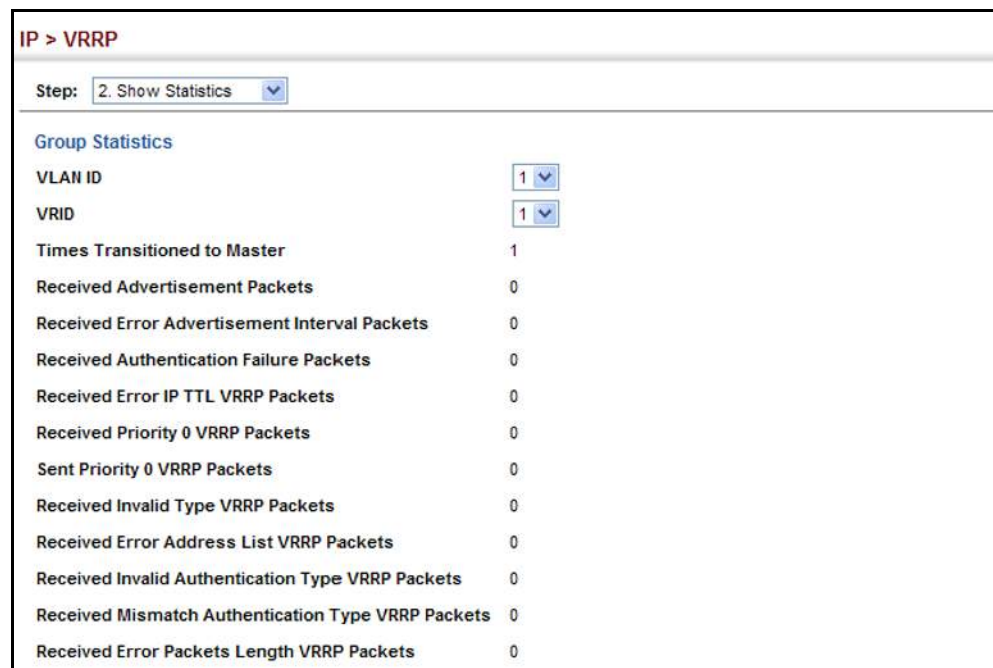 IP > VRRP
Step: 2. Show Statistics
Group Statistics
VLAN ID 1
VRID 1
Times Transitioned to Master 1
Received Advertisement Packets 0
Received Error Advertisement Interval Packets 0
Received Authentication Failure Packets 0
Received Error IP TTL VRRP Packets 0
Received Priority 0 VRRP Packets 0
Sent Priority 0 VRRP Packets 0
Received Invalid Type VRRP Packets 0
Received Error Address List VRRP Packets 0
Received Invalid Authentication Type VRRP Packets 0
Received Mismatch Authentication Type VRRP Packets 0
Received Error Packets Length VRRP Packets 0